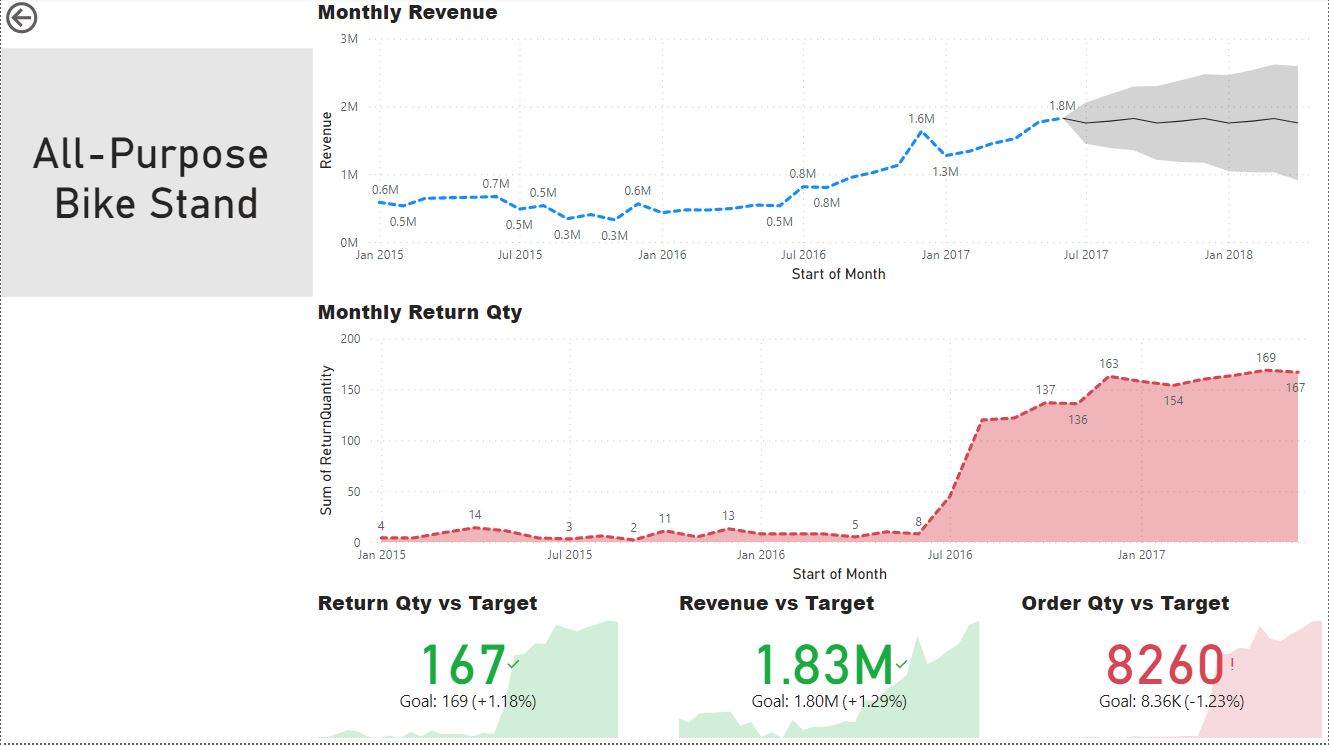 Monthly Revenue
All-Purpose
Bike Stand
3M
2M
1M
0M
Revenue
0.6M
0.5M
0.7M
0.5M
0.5M
0.3M
0.3M
0.6M
0.5M
0.8M
0.8M
1.6M
1.3M
1.8M
Jan 2015
Jul 2015
Jan 2016
Jul 2016
Jan 2017
Jul 2017
Jan 2018
Start of Month
Monthly Return Qty
200
150
100
50
0
Sum of ReturnQuantity
4
14
3
2
11
13
5
8
137
136
163
154
169
167
Jan 2015
Jul 2015
Jan 2016
Jul 2016
Jan 2017
Start of Month
Return Qty vs Target
167
Goal: 169 (+1.18%)
Revenue vs Target
1.83M
Goal: 1.80M (+1.29%)
Order Qty vs Target
8260!
Goal: 8.36K (-1.23%)